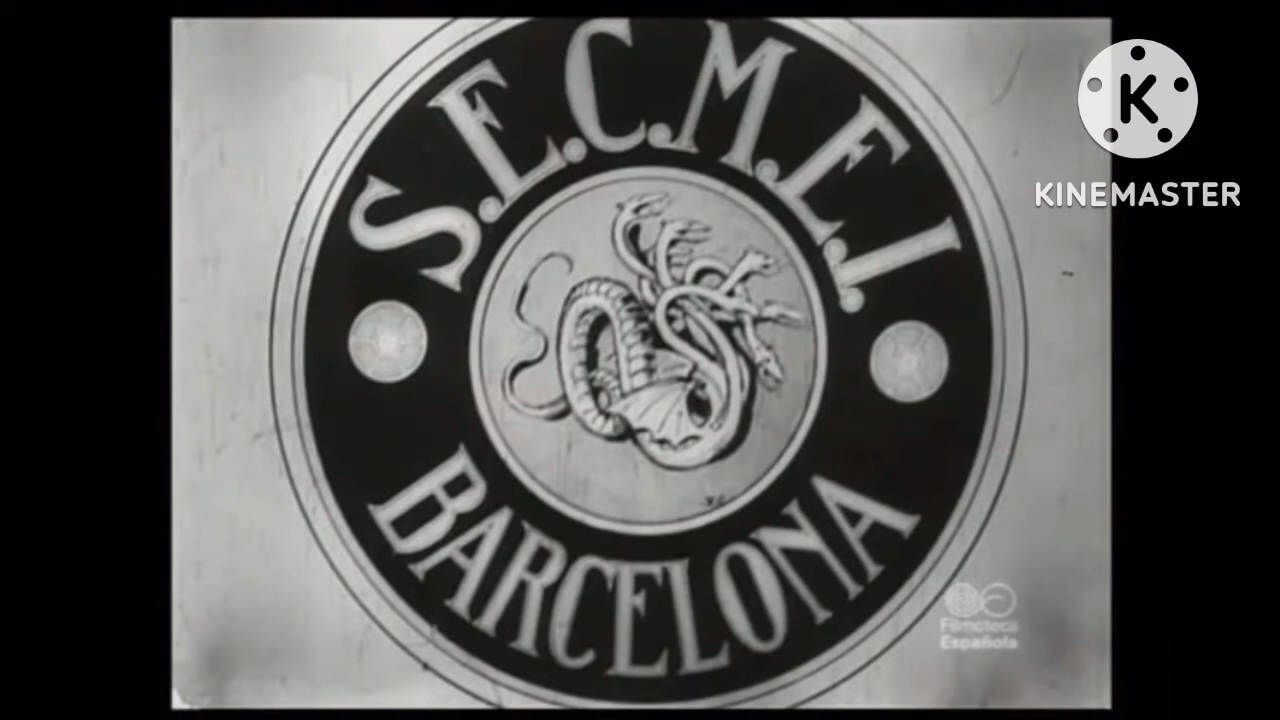 S.E.C.M.E.I.
BARCELONA
K
KINEMASTER
Filmoteca
Española